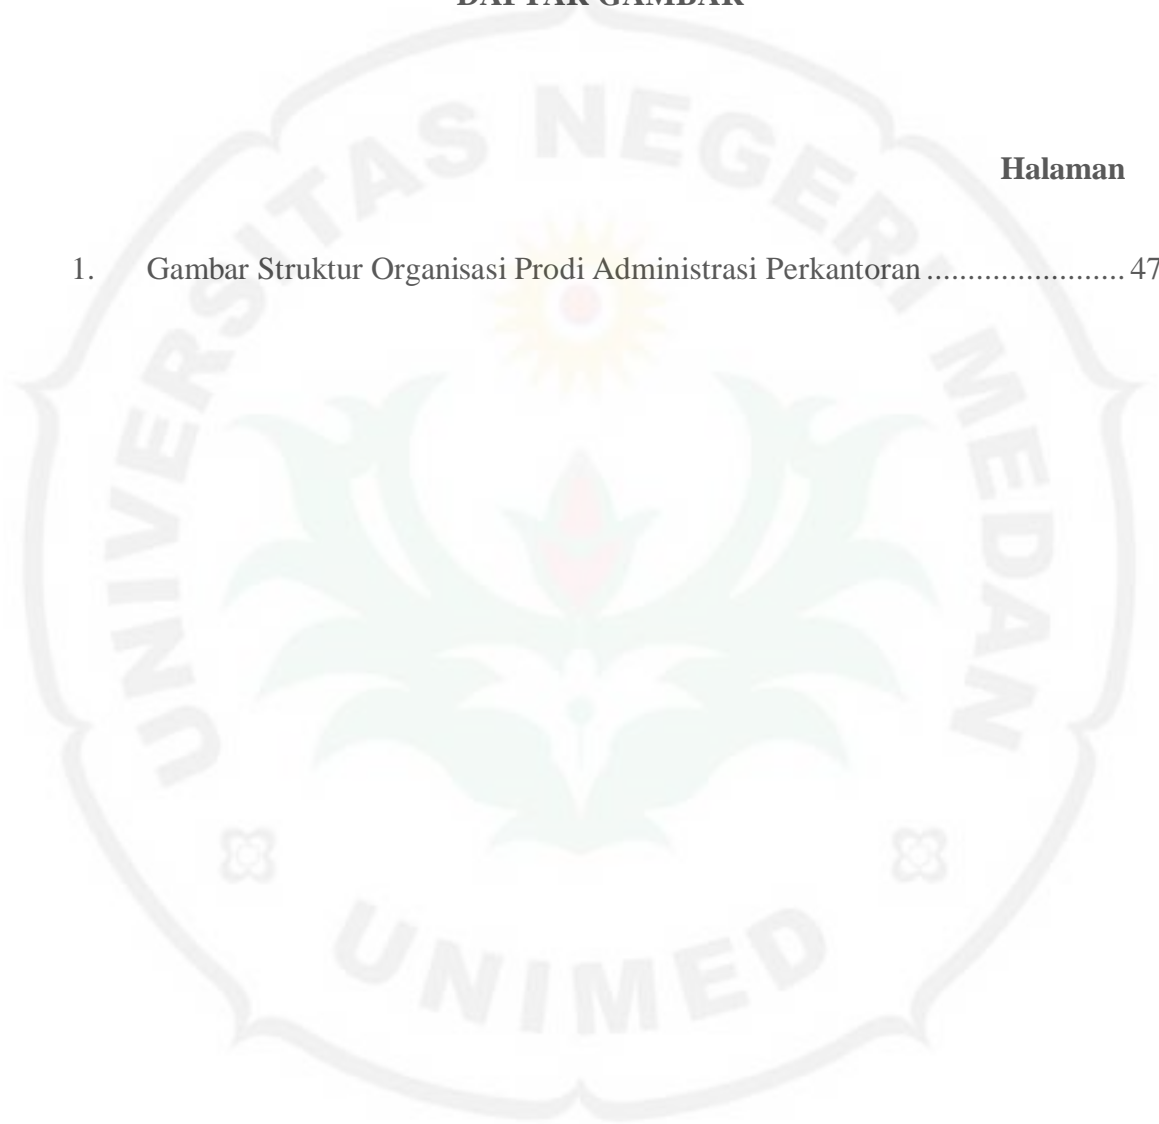 DAFTAR GAMBAR
Halaman
1. Gambar Struktur Organisasi Prodi Administrasi Perkantoran ........................ 47
UNIVERSITAS NEGERI MEDAN
UNIMED